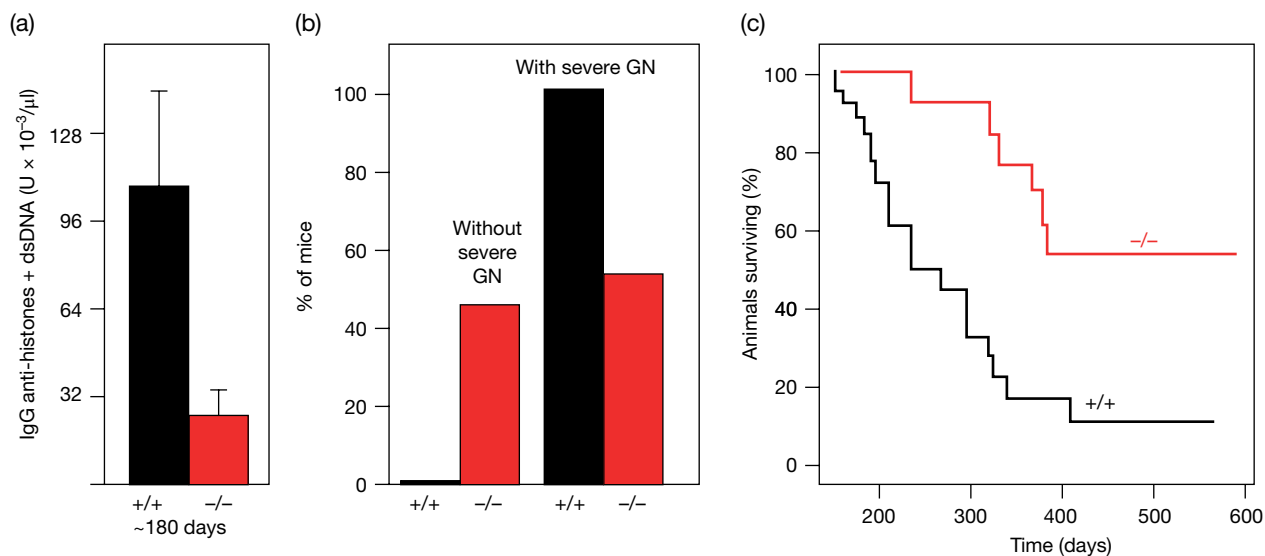 (a)
IgG anti-histones + dsDNA (U × 10⁻³/µl)
128
96
64
32
+/+ −/−
~180 days
(b)
% of mice
100
80
60
40
20
0
Without
severe
GN
With severe GN
+/+ −/− +/+ −/−
(c)
Animals surviving (%)
100
80
60
40
20
0
−/−
+/+
200 300 400 500 600
Time (days)